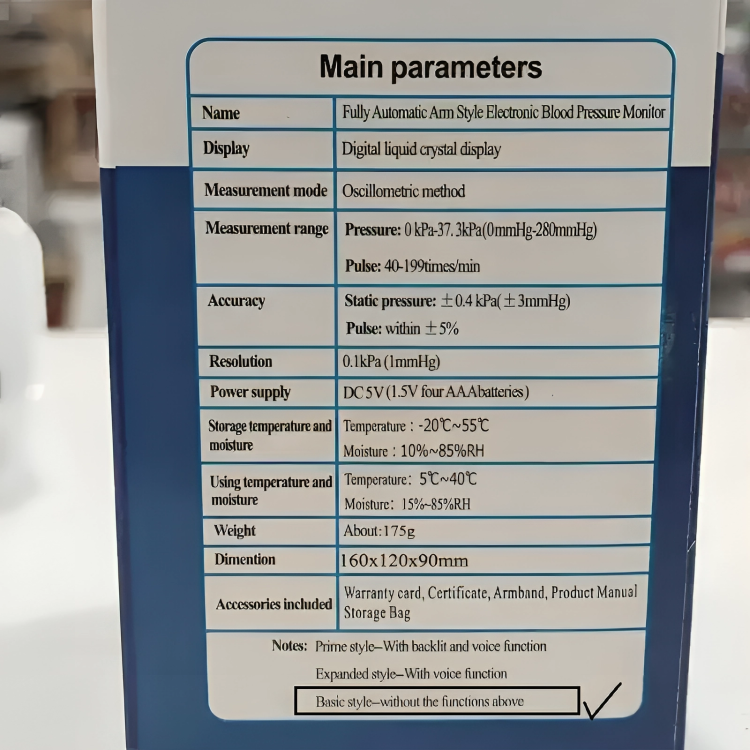 Main parameters
Name Fully Automatic Arm Style Electronic Blood Pressure Monitor
Display Digital liquid crystal display
Measurement mode Oscillometric method
Measurement range Pressure: 0 kPa-37.3kPa(0mmHg-280mmHg)
Pulse: 40-199times/min
Accuracy Static pressure: ±0.4 kPa(±3mmHg)
Pulse: within ±5%
Resolution 0.1kPa (1mmHg)
Power supply DC5V(1.5V four AAAbatteries)
Storage temperature and Temperature : -20℃~55℃
moisture Moisture : 10%~85%RH
Using temperature and Temperature: 5℃~40℃
moisture Moisture: 15%~85%RH
Weight About:175g
Dimention 160x120x90mm
Accessories included Warranty card, Certificate, Armband, Product Manual
Storage Bag
Notes: Prime style–With backlit and voice function
Expanded style–With voice function
Basic style–without the functions above